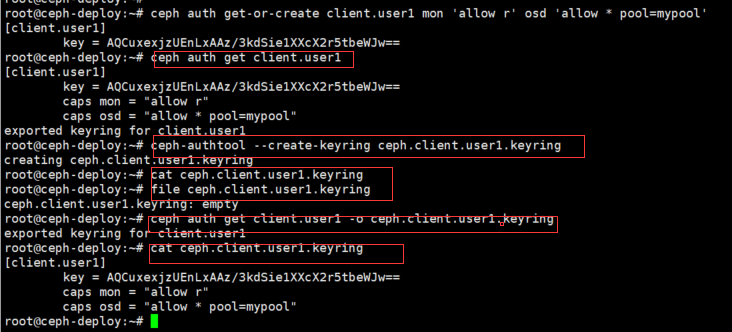 root@ceph-deploy:~# ceph auth get-or-create client.user1 mon 'allow r' osd 'allow * pool=mypool'
[client.user1]
        key = AQCuxexjzUEnLxAAz/3kdSie1XXcX2r5tbeWJw==
root@ceph-deploy:~# ceph auth get client.user1
[client.user1]
        key = AQCuxexjzUEnLxAAz/3kdSie1XXcX2r5tbeWJw==
        caps mon = "allow r"
        caps osd = "allow * pool=mypool"
exported keyring for client.user1
root@ceph-deploy:~# ceph-authtool --create-keyring ceph.client.user1.keyring
creating ceph.client.user1.keyring
root@ceph-deploy:~# cat ceph.client.user1.keyring
root@ceph-deploy:~# file ceph.client.user1.keyring
ceph.client.user1.keyring: empty
root@ceph-deploy:~# ceph auth get client.user1 -o ceph.client.user1.keyring
exported keyring for client.user1
root@ceph-deploy:~# cat ceph.client.user1.keyring
[client.user1]
        key = AQCuxexjzUEnLxAAz/3kdSie1XXcX2r5tbeWJw==
        caps mon = "allow r"
        caps osd = "allow * pool=mypool"
root@ceph-deploy:~#